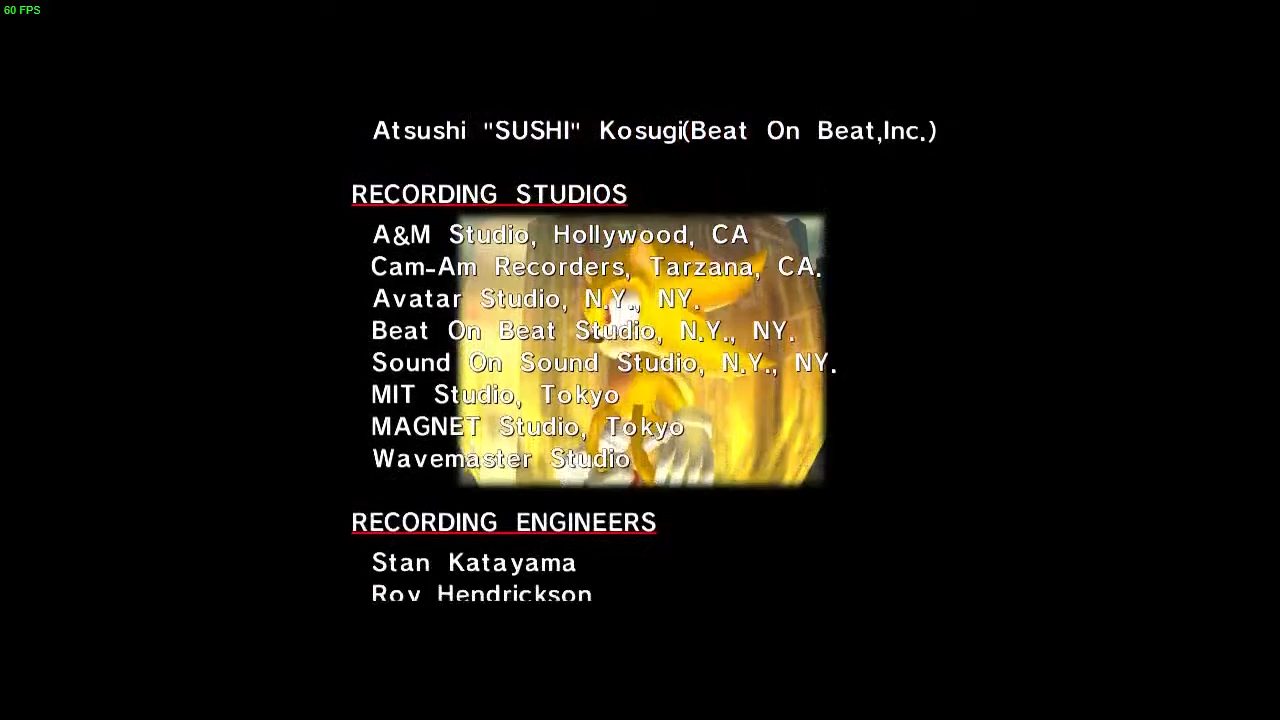 60 FPS
Atsushi "SUSHI" Kosugi(Beat On Beat,Inc.)
RECORDING STUDIOS
A&M Studio, Hollywood, CA
Cam-Am Recorders, Tarzana, CA.
Avatar Studio, N.Y., NY.
Beat On Beat Studio, N.Y., NY.
Sound On Sound Studio, N.Y., NY.
MIT Studio, Tokyo
MAGNET Studio, Tokyo
Wavemaster Studio
RECORDING ENGINEERS
Stan Katayama
Roy Hendrickson